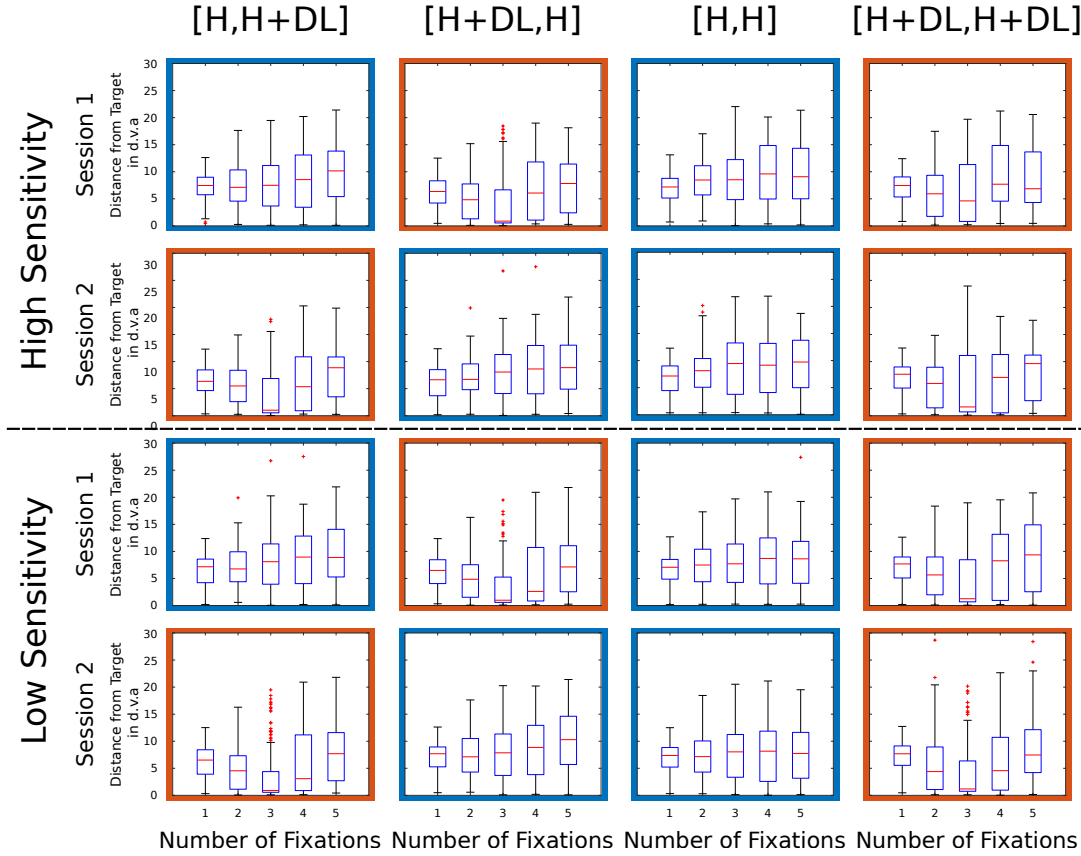 [H,H+DL] [H+DL,H] [H,H] [H+DL,H+DL]
High Sensitivity
Session 1
Distance from Target
in d.v.a
30
25
20
15
10
5
0
Session 2
Distance from Target
in d.v.a
30
25
20
15
10
5
0
Low Sensitivity
Session 1
Distance from Target
in d.v.a
30
25
20
15
10
5
0
Session 2
Distance from Target
in d.v.a
30
25
20
15
10
5
0
1 2 3 4 5 1 2 3 4 5 1 2 3 4 5 1 2 3 4 5
Number of Fixations Number of Fixations Number of Fixations Number of Fixations